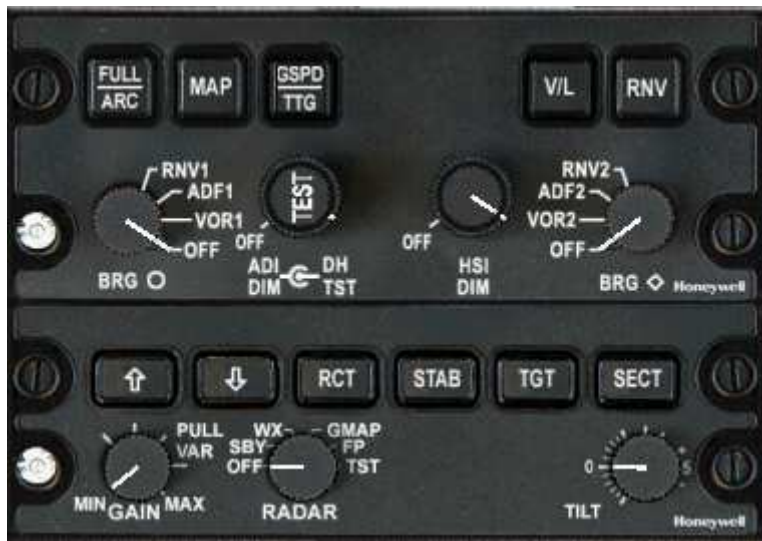 FULL
ARC
MAP
GSPD
TTG
V/L
RNV
RNV1
ADF1
VOR1
OFF
BRG
TEST
OFF
ADI
DIM
DH
TST
OFF
HSI
DIM
RNV2
ADF2
VOR2
OFF
BRG
Honeywell
RCT
STAB
TGT
SECT
PULL
VAR
MIN
GAIN
MAX
WX
SBY
OFF
GMAP
FP
TST
RADAR
0
5
TILT
Honeywell